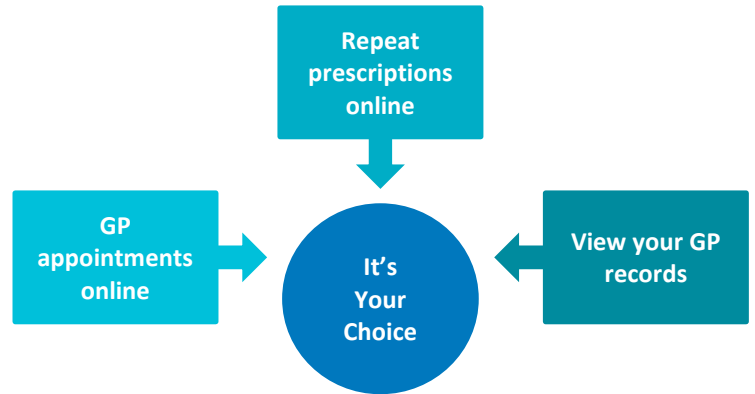 Repeat
prescriptions
online
GP
appointments
online
It’s
Your
Choice
View your GP
records